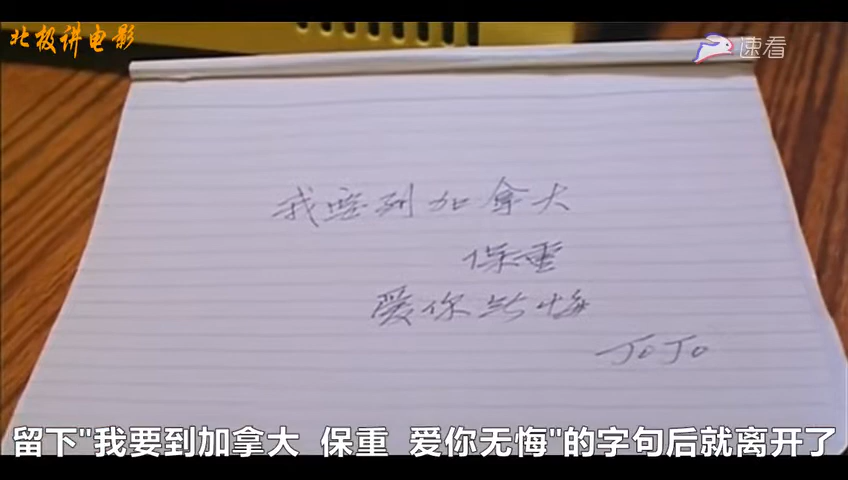 北极讲电影
速看
我要到加拿大
保重
爱你无悔
JoJo
留下"我要到加拿大 保重 爱你无悔"的字句后就离开了